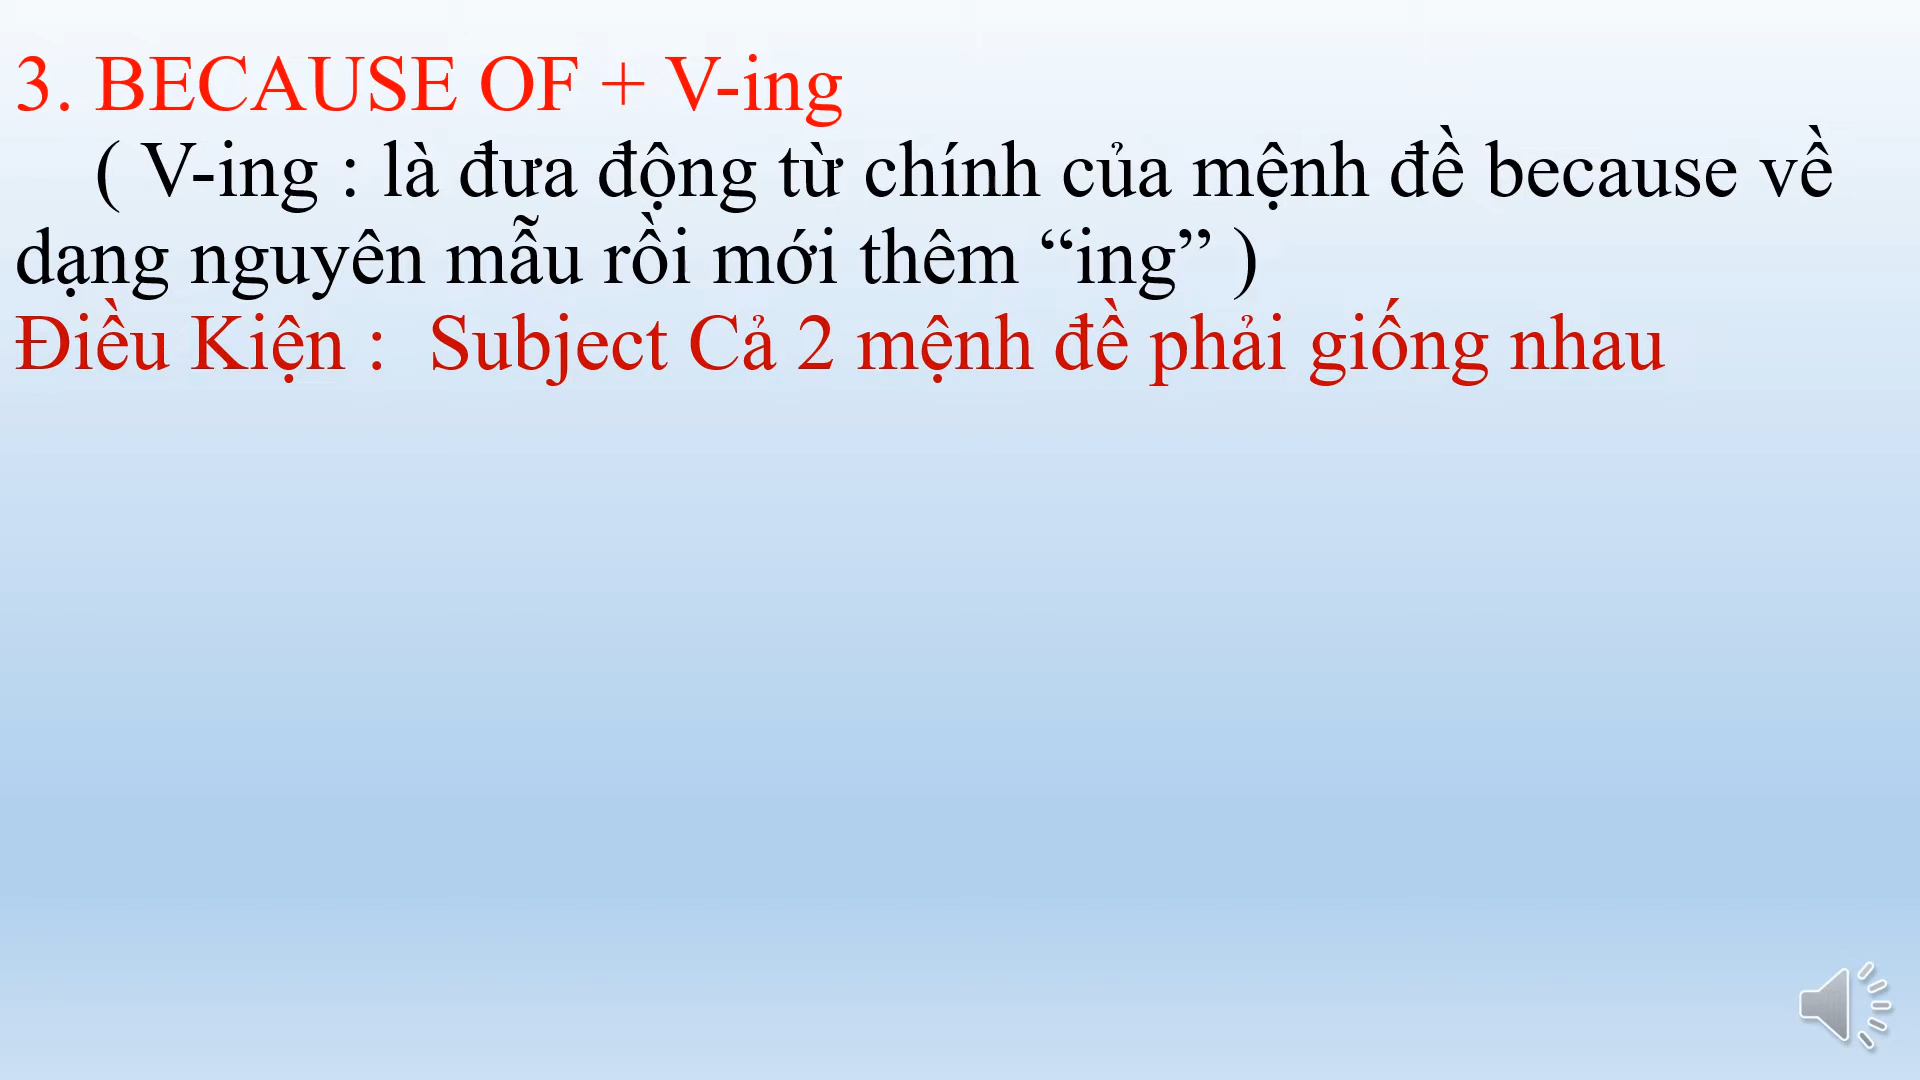 3. BECAUSE OF + V-ing
( V-ing : là đưa động từ chính của mệnh đề because về
dạng nguyên mẫu rồi mới thêm “ing” )
Điều Kiện : Subject Cả 2 mệnh đề phải giống nhau